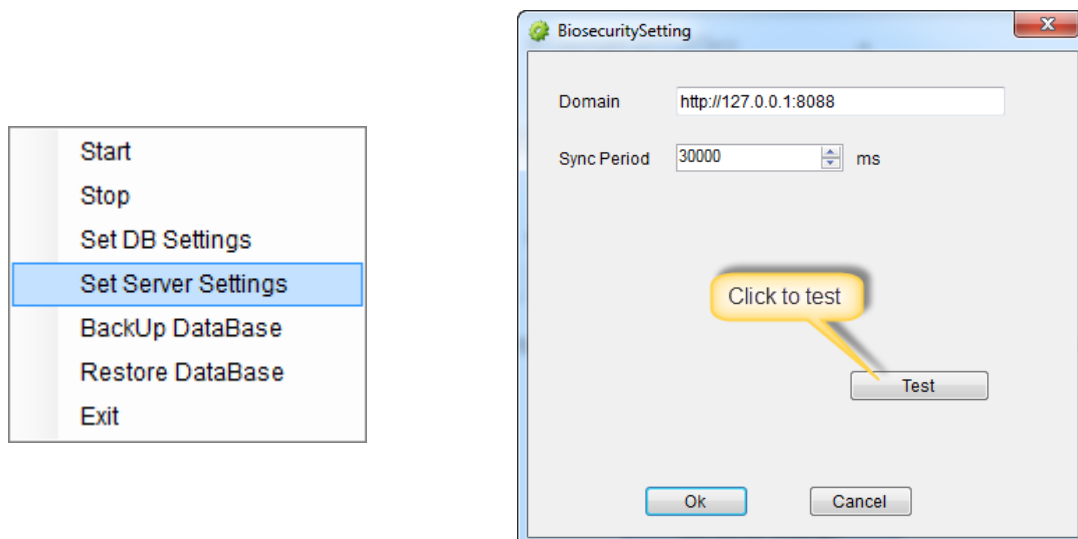 Start
Stop
Set DB Settings
Set Server Settings
BackUp DataBase
Restore DataBase
Exit
BiosecuritySetting
Domain http://127.0.0.1:8088
Sync Period 30000 ms
Click to test
Test
Ok Cancel